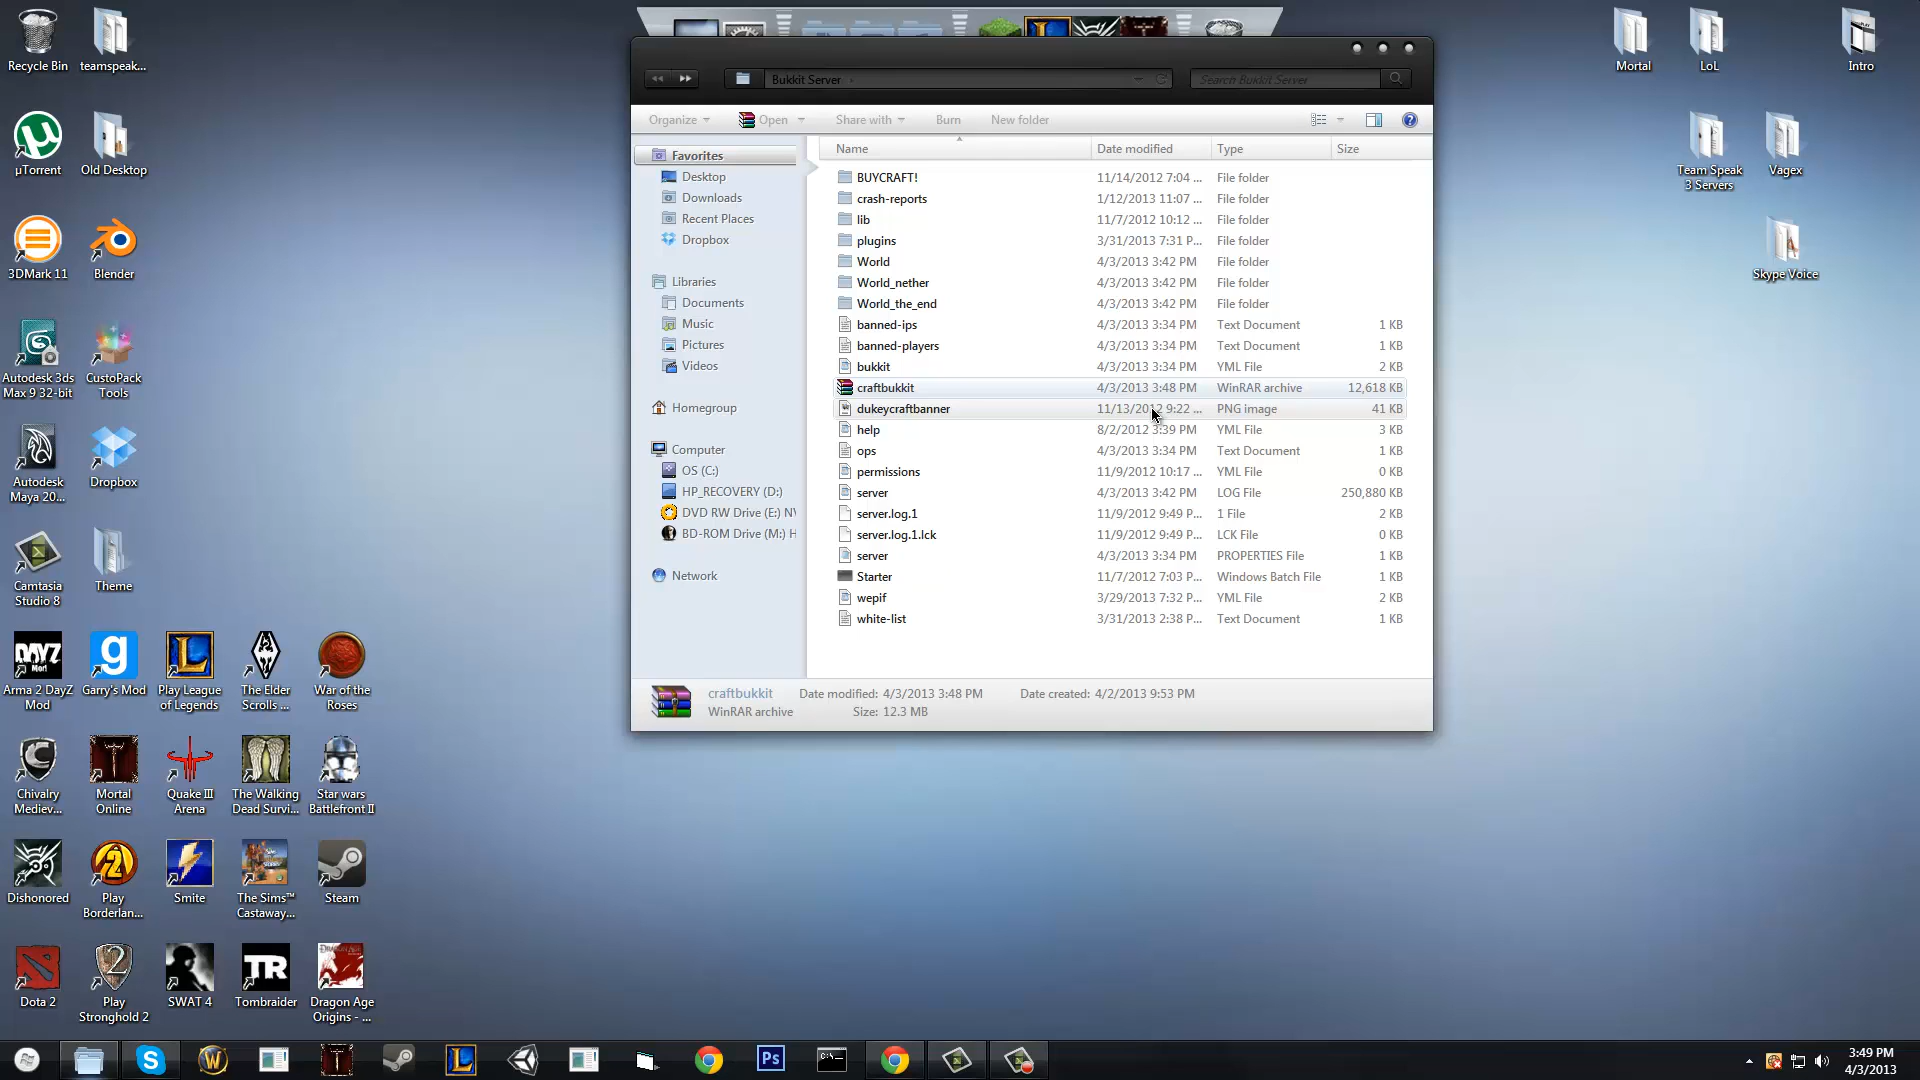 Recycle Bin
teamspeak...
µTorrent
Old Desktop
3DMark 11
Blender
Autodesk 3ds
Max 9 32-bit
CustoPack
Tools
Autodesk
Maya 20...
Dropbox
Camtasia
Studio 8
Theme
Arma 2 DayZ
Mod
Garry's Mod
Play League
of Legends
The Elder
Scrolls ...
War of the
Roses
Chivalry
Mediev...
Mortal
Online
Quake III
Arena
The Walking
Dead Survi...
Star wars
Battlefront II
Dishonored
Play
Borderlan...
Smite
The Sims™
Castaway...
Steam
Dota 2
Play
Stronghold 2
SWAT 4
Tombraider
Dragon Age
Origins - ...
Bukkit Server
Search Bukkit Server
Organize
Open
Share with
Burn
New folder
Favorites
Desktop
Downloads
Recent Places
Dropbox
Libraries
Documents
Music
Pictures
Videos
Homegroup
Computer
OS (C:)
HP_RECOVERY (D:)
DVD RW Drive (E:) N
BD-ROM Drive (M:) H
Network
Name Date modified Type Size
BUYCRAFT! 11/14/2012 7:04 ... File folder
crash-reports 1/12/2013 11:07 ... File folder
lib 11/7/2012 10:12 ... File folder
plugins 3/31/2013 7:31 P... File folder
World 4/3/2013 3:42 PM File folder
World_nether 4/3/2013 3:42 PM File folder
World_the_end 4/3/2013 3:42 PM File folder
banned-ips 4/3/2013 3:34 PM Text Document 1 KB
banned-players 4/3/2013 3:34 PM Text Document 1 KB
bukkit 4/3/2013 3:34 PM YML File 2 KB
craftbukkit 4/3/2013 3:48 PM WinRAR archive 12,618 KB
dukeycraftbanner 11/13/2012 9:22 ... PNG image 41 KB
help 8/2/2012 3:39 PM YML File 3 KB
ops 4/3/2013 3:34 PM Text Document 1 KB
permissions 11/9/2012 10:17 ... YML File 0 KB
server 4/3/2013 3:42 PM LOG File 250,880 KB
server.log.1 11/9/2012 9:49 P... 1 File 2 KB
server.log.1.lck 11/9/2012 9:49 P... LCK File 0 KB
server 4/3/2013 3:34 PM PROPERTIES File 1 KB
Starter 11/7/2012 7:03 P... Windows Batch File 1 KB
wepif 3/29/2013 7:32 P... YML File 2 KB
white-list 3/31/2013 2:38 P... Text Document 1 KB
craftbukkit Date modified: 4/3/2013 3:48 PM Date created: 4/2/2013 9:53 PM
WinRAR archive Size: 12.3 MB
Mortal
LoL
Intro
Team Speak
3 Servers
Vagex
Skype Voice
3:49 PM
4/3/2013